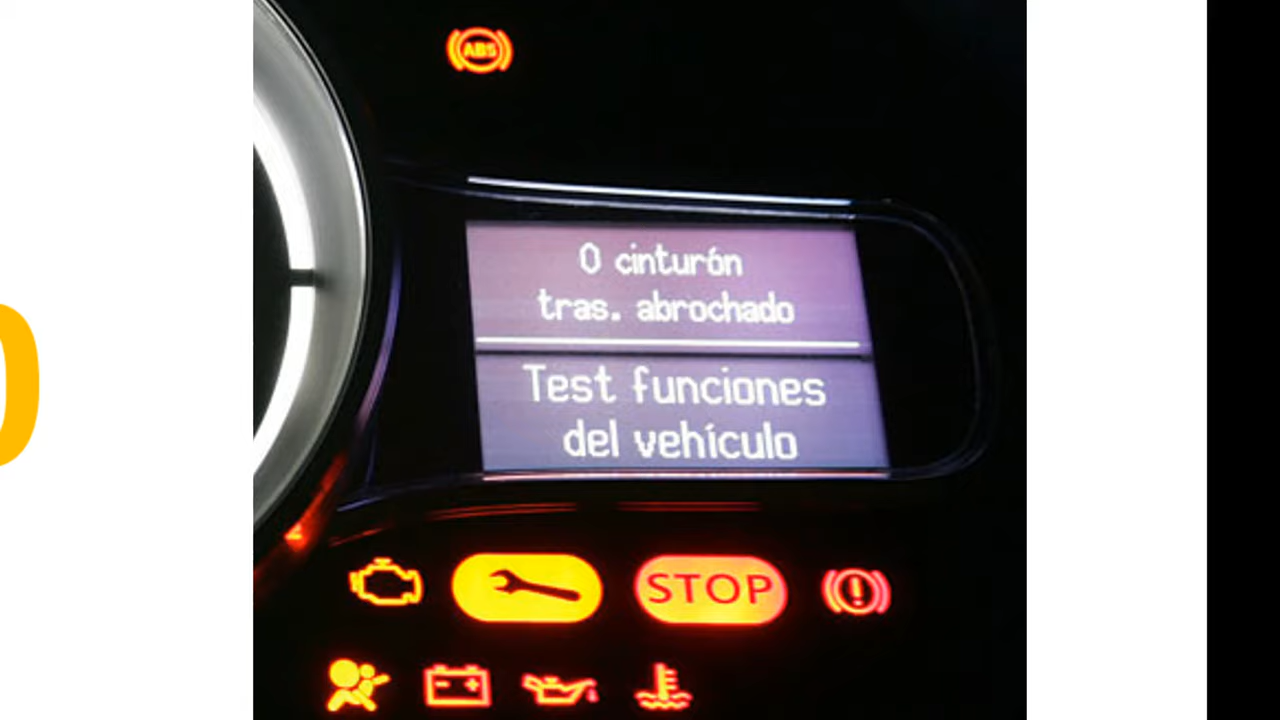 ABS
0 cinturón
tras. abrochado
Test funciones
del vehículo
STOP